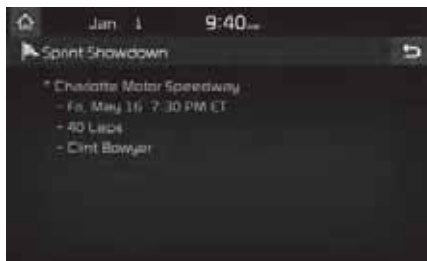 Jan 1 9:40
Sprint Showdown
* Charlotte Motor Speedway
- Fri. May 16 7:30 PM ET
- 40 Laps
- Clint Bowyer